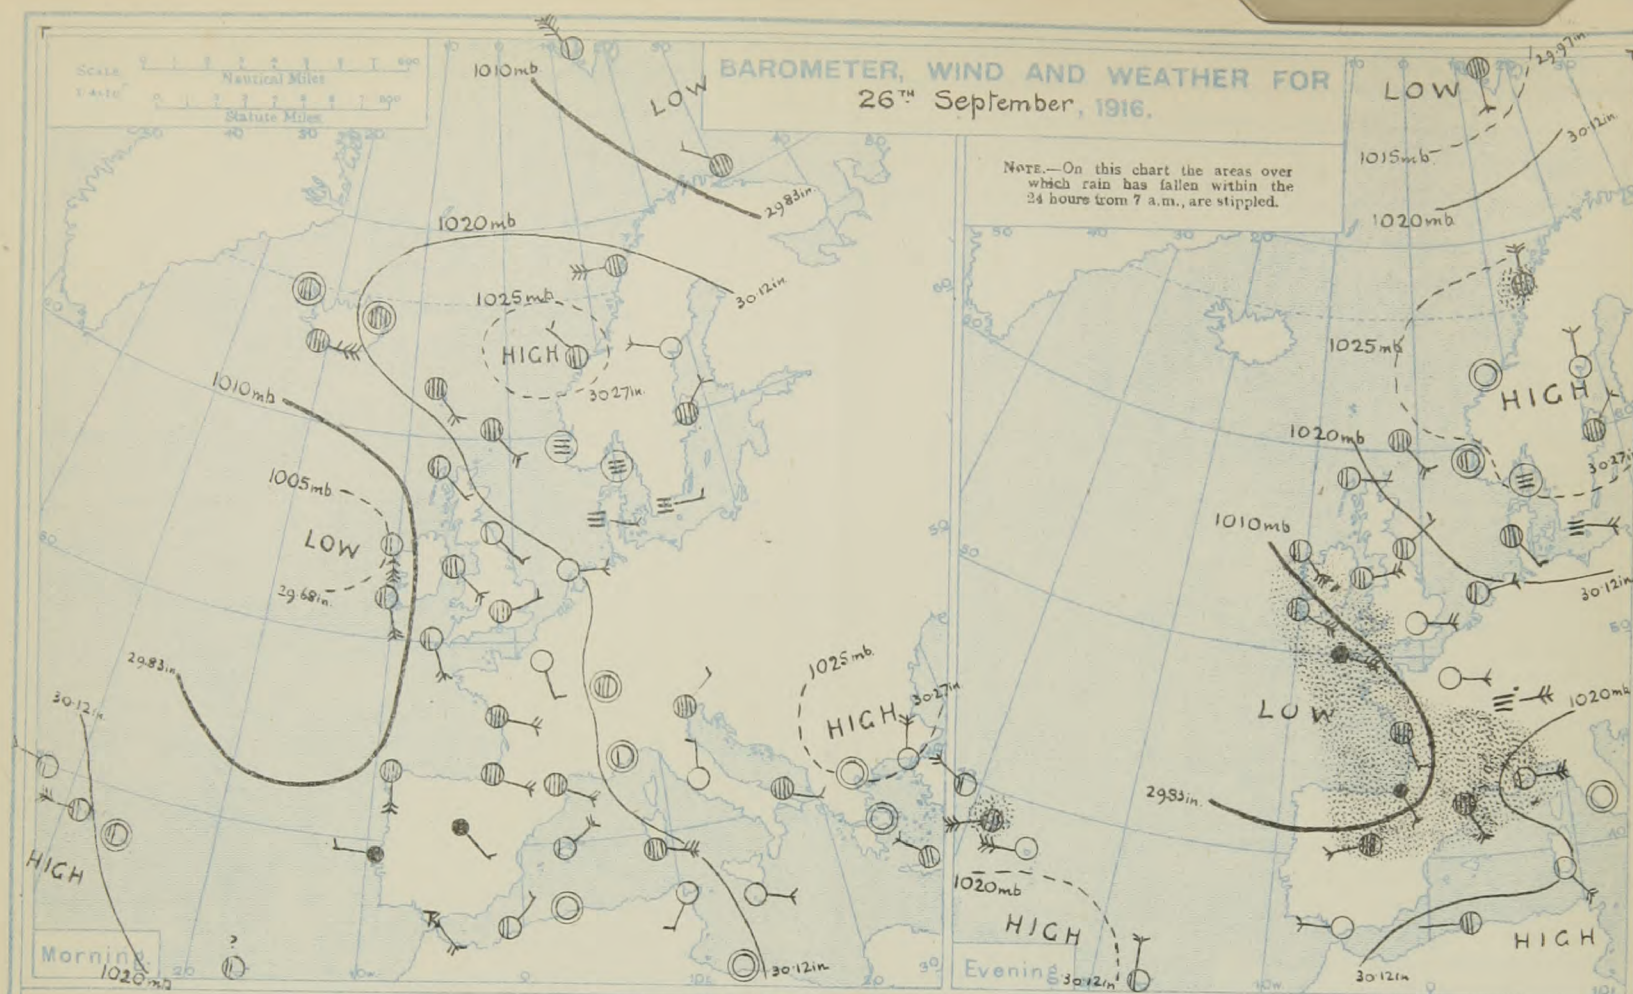 SCALE
Nautical Miles
Statute Miles
BAROMETER, WIND AND WEATHER FOR
26TH September, 1916.
NOTE.—On this chart the areas over
which rain has fallen within the
24 hours from 7 a.m., are stippled.
1010mb
LOW
29.83in.
1020mb
30.12in.
1025mb
HIGH
30.27in.
1010mb
1005mb
LOW
29.68in.
29.83in.
30.12in.
HIGH
1020mb
1025mb.
30.27in
HIGH
30.12in
Morning
LOW
29.97in.
1015mb
30.12in.
1020mb
1025mb
HIGH
30.27in
1020mb
1010mb
30.12in.
LOW
1020mb
29.83in.
1020mb
HIGH
30.12in
HIGH
30.12in
Evening